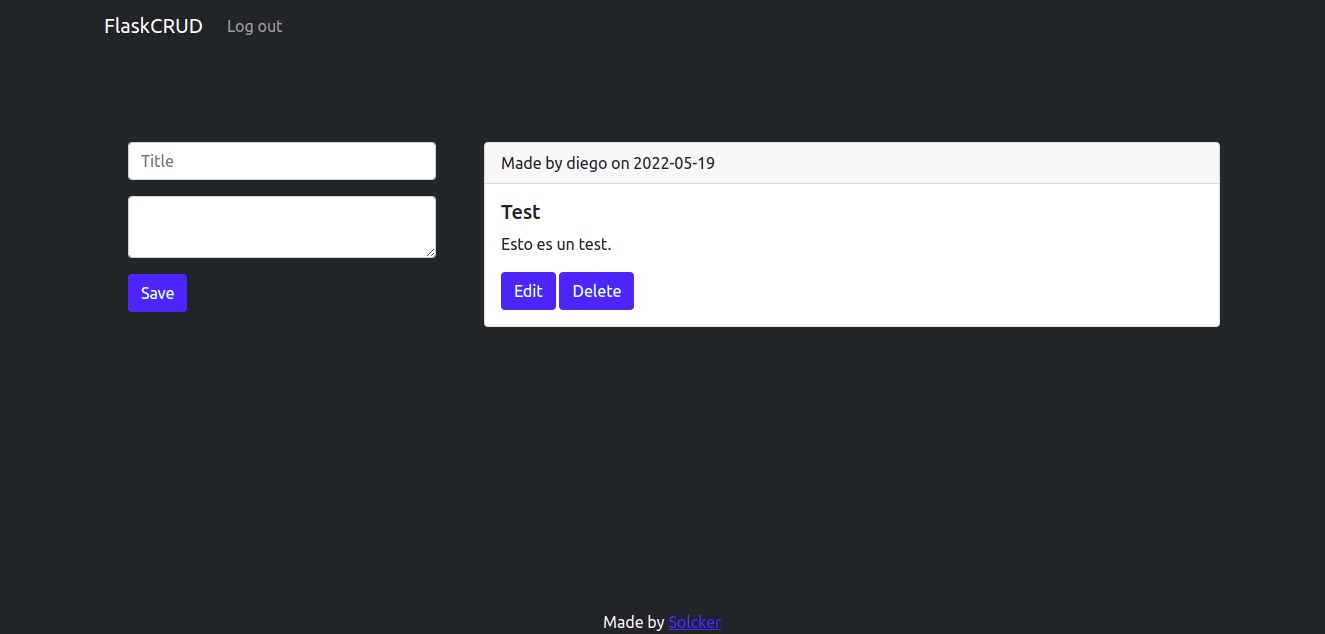 FlaskCRUD Log out
Title
Save
Made by diego on 2022-05-19
Test
Esto es un test.
Edit Delete
Made by Solcker